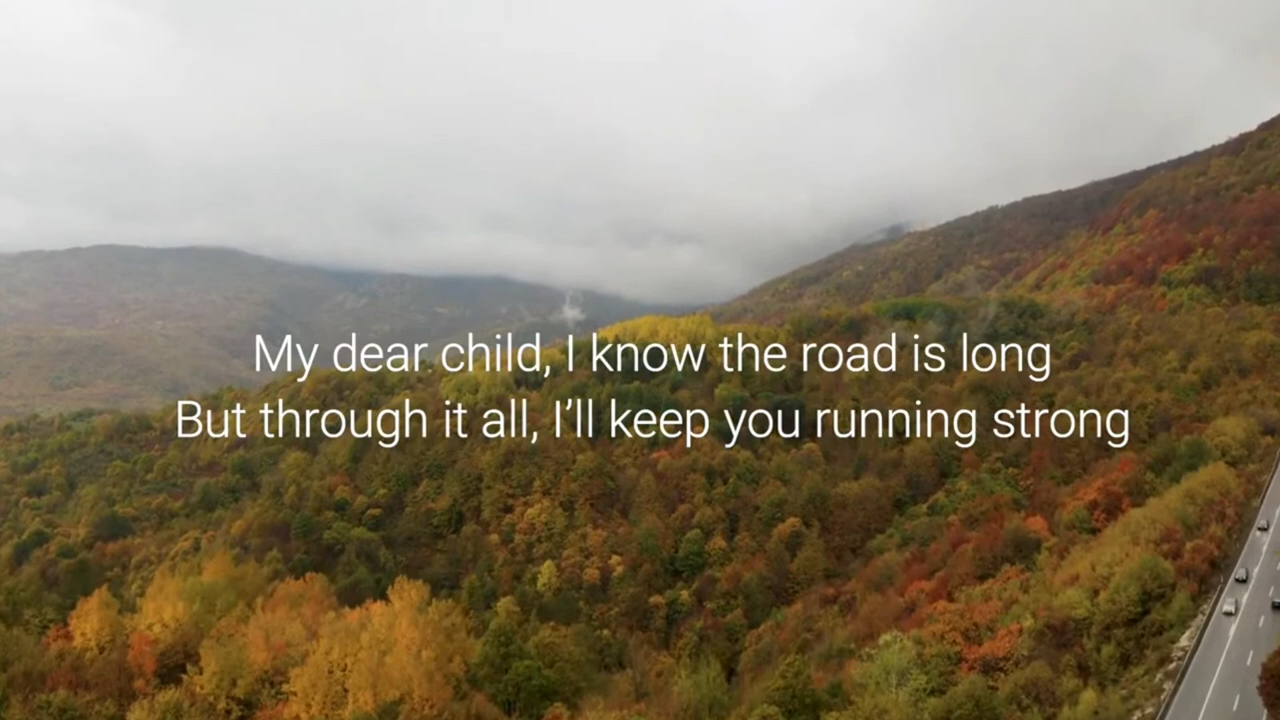 My dear child, I know the road is long
But through it all, I’ll keep you running strong